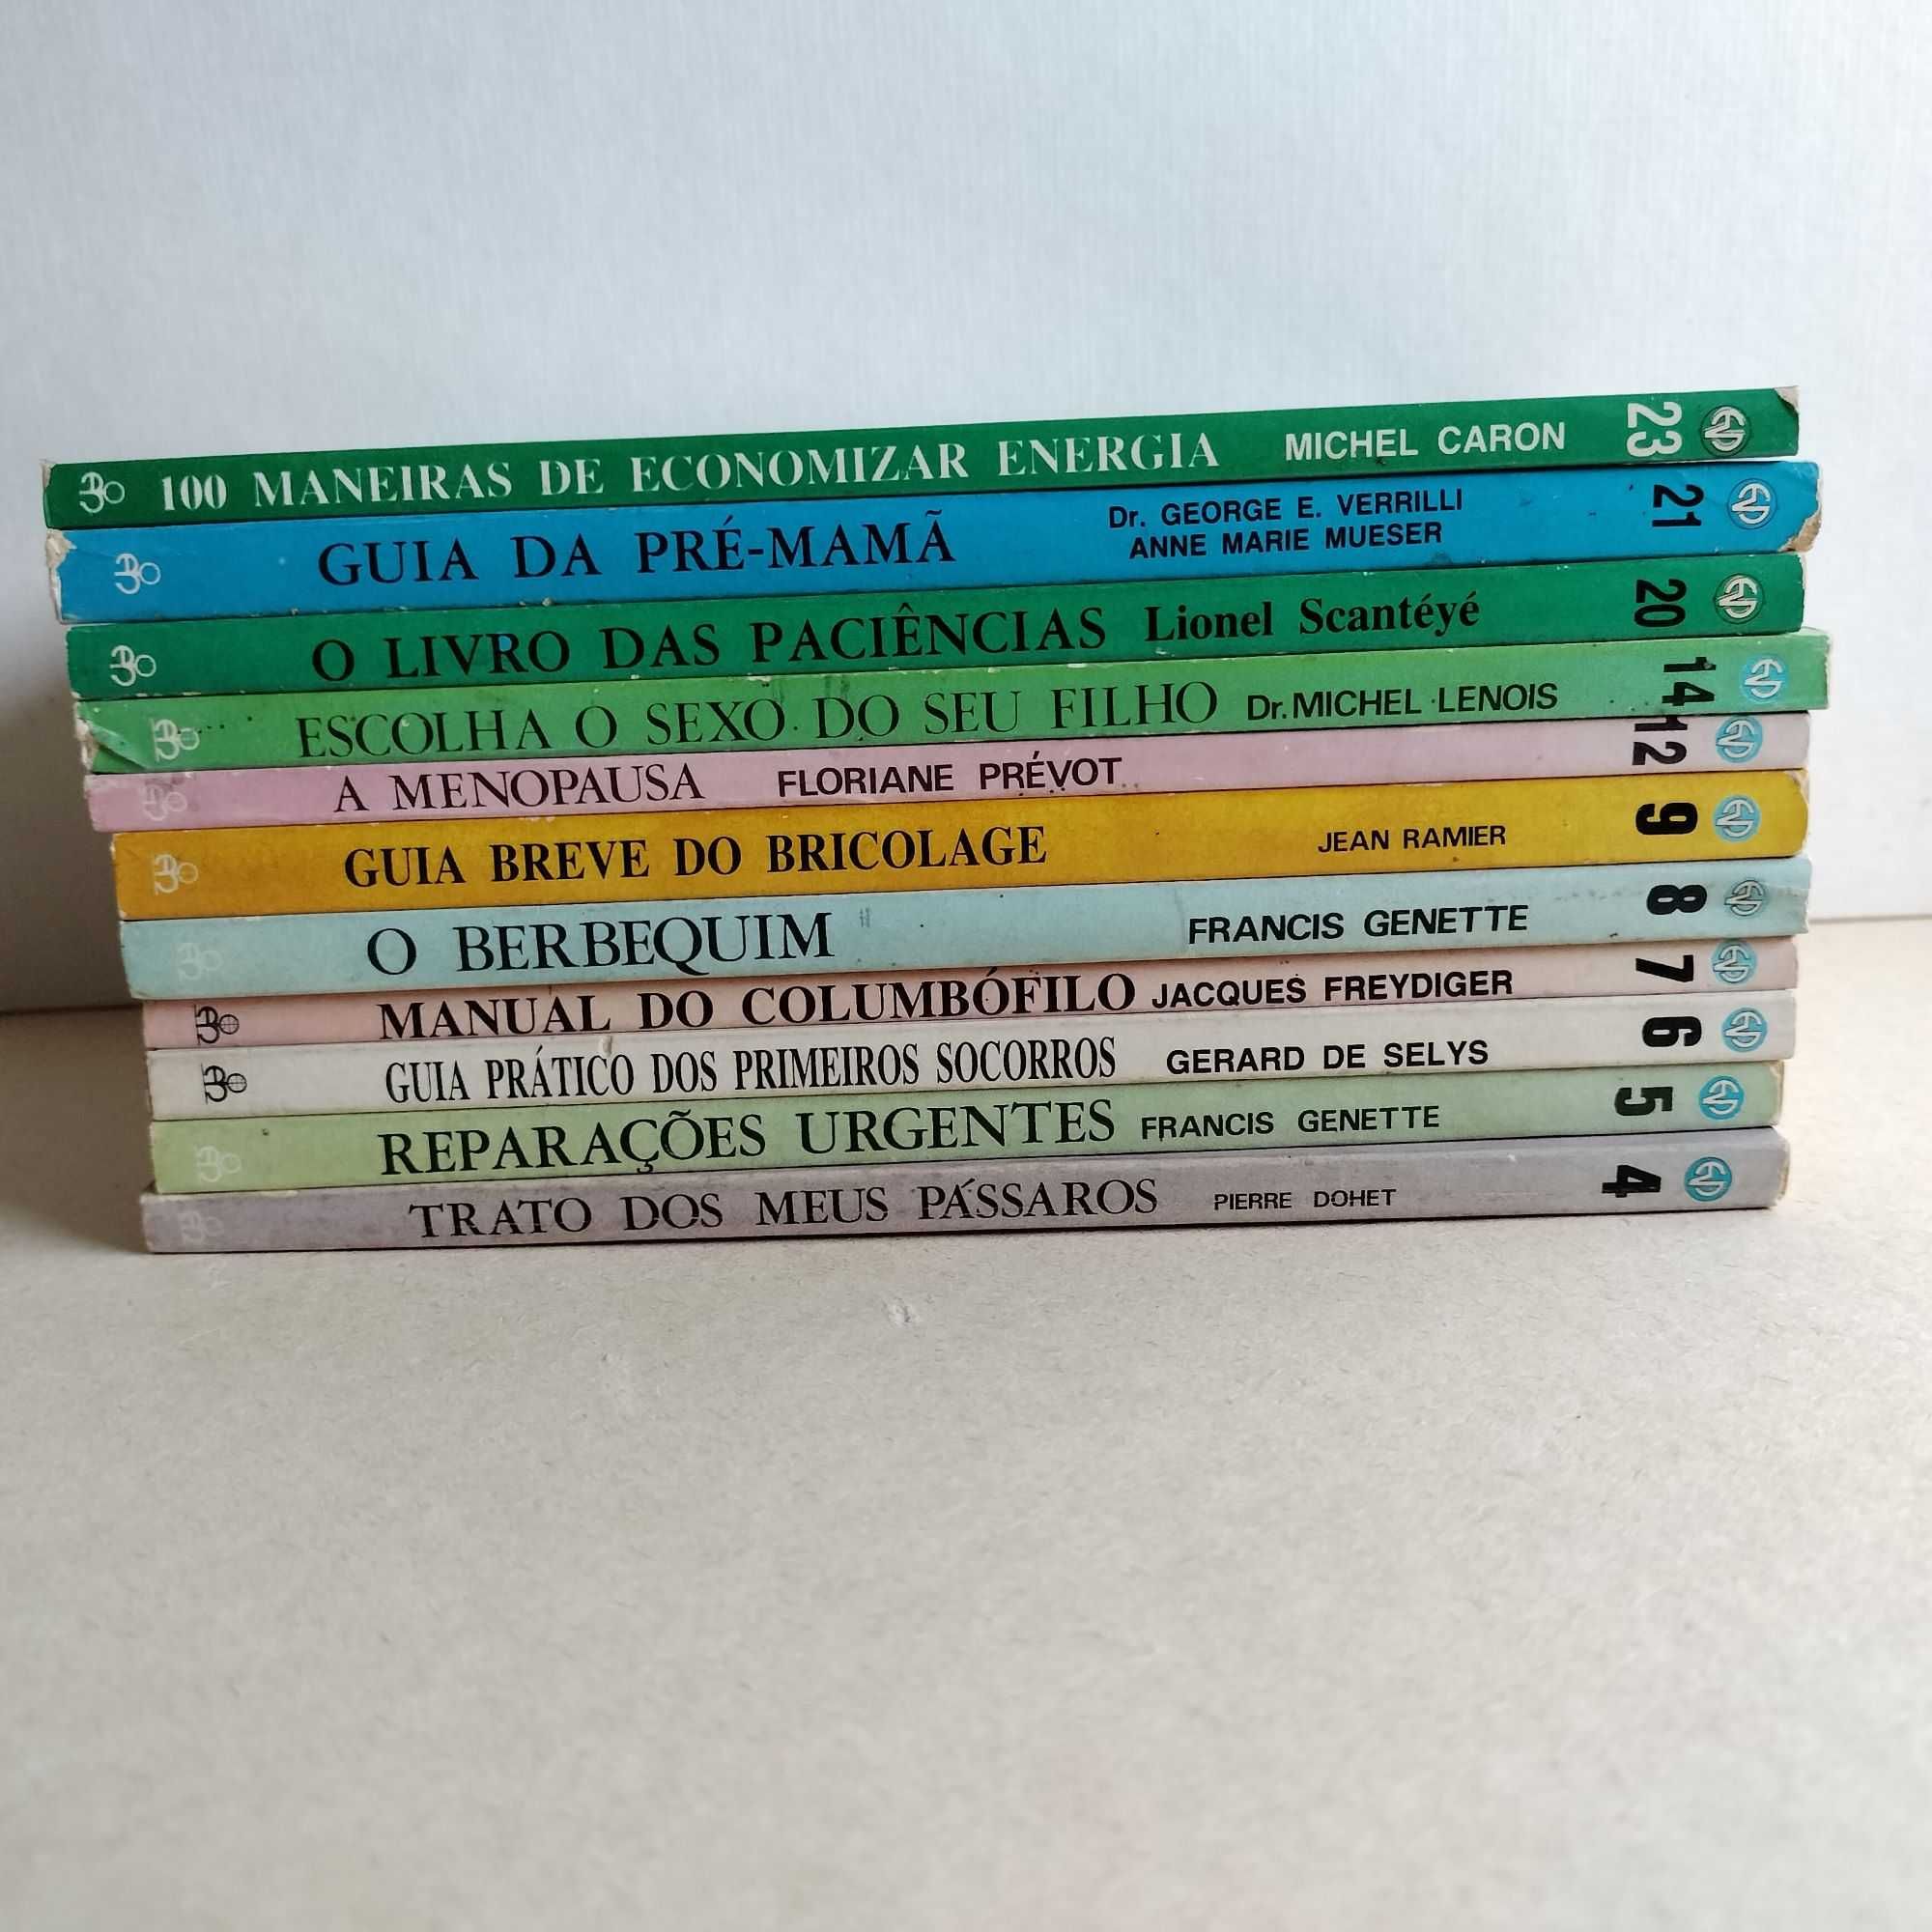 100 MANEIRAS DE ECONOMIZAR ENERGIA MICHEL CARON 23
GUIA DA PRÉ-MAMÃ Dr. GEORGE E. VERRILLI 21
ANNE MARIE MUESER
O LIVRO DAS PACIÊNCIAS Lionel Scantéyé 20
ESCOLHA O SEXO DO SEU FILHO Dr. MICHEL LENOIS 14
A MENOPAUSA FLORIANE PRÉVOT 12
GUIA BREVE DO BRICOLAGE JEAN RAMIER 9
O BERBEQUIM FRANCIS GENETTE 8
MANUAL DO COLUMBÓFILO JACQUES FREYDIGER 7
GUIA PRÁTICO DOS PRIMEIROS SOCORROS GERARD DE SELYS 6
REPARAÇÕES URGENTES FRANCIS GENETTE 5
TRATO DOS MEUS PÁSSAROS PIERRE DOHET 4